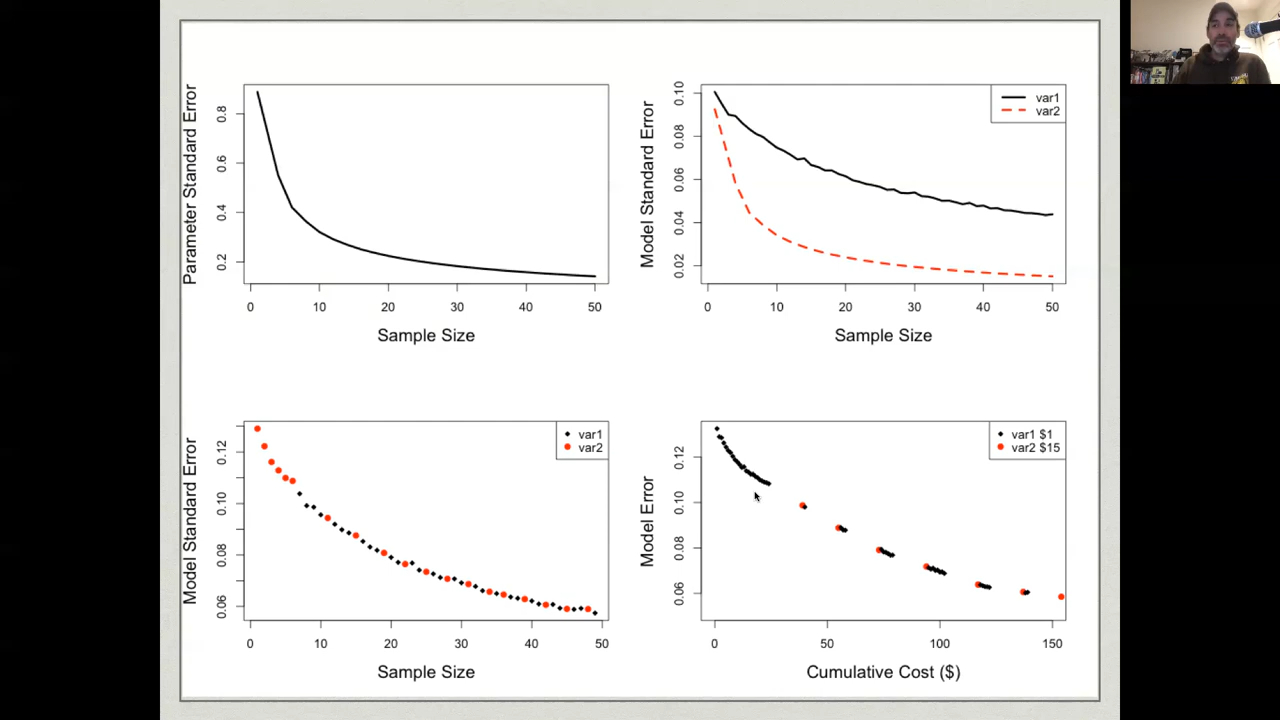 Parameter Standard Error
0.8
0.6
0.4
0.2
0 10 20 30 40 50
Sample Size
Model Standard Error
0.10
0.08
0.06
0.04
0.02
var1
var2
0 10 20 30 40 50
Sample Size
Model Standard Error
0.12
0.10
0.08
0.06
var1
var2
0 10 20 30 40 50
Sample Size
Model Error
0.12
0.10
0.08
0.06
var1 $1
var2 $15
0 50 100 150
Cumulative Cost ($)